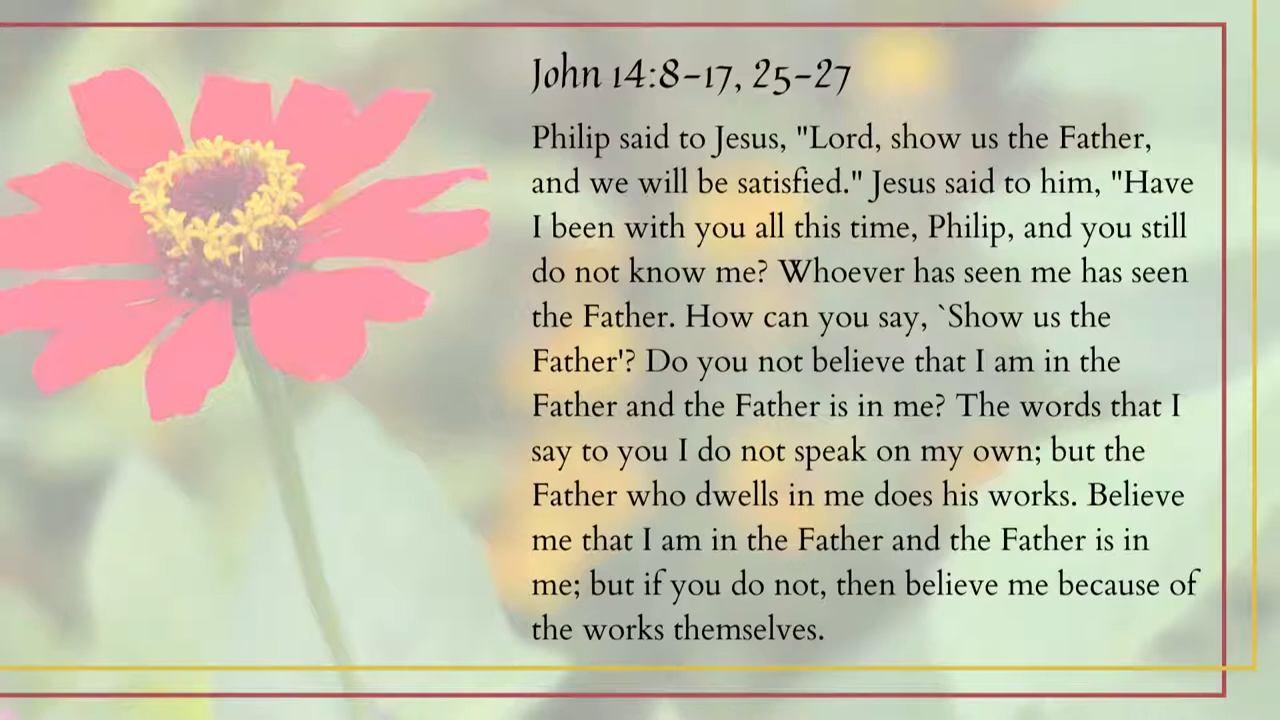 John 14:8-17, 25-27
Philip said to Jesus, "Lord, show us the Father,
and we will be satisfied." Jesus said to him, "Have
I been with you all this time, Philip, and you still
do not know me? Whoever has seen me has seen
the Father. How can you say, `Show us the
Father'? Do you not believe that I am in the
Father and the Father is in me? The words that I
say to you I do not speak on my own; but the
Father who dwells in me does his works. Believe
me that I am in the Father and the Father is in
me; but if you do not, then believe me because of
the works themselves.